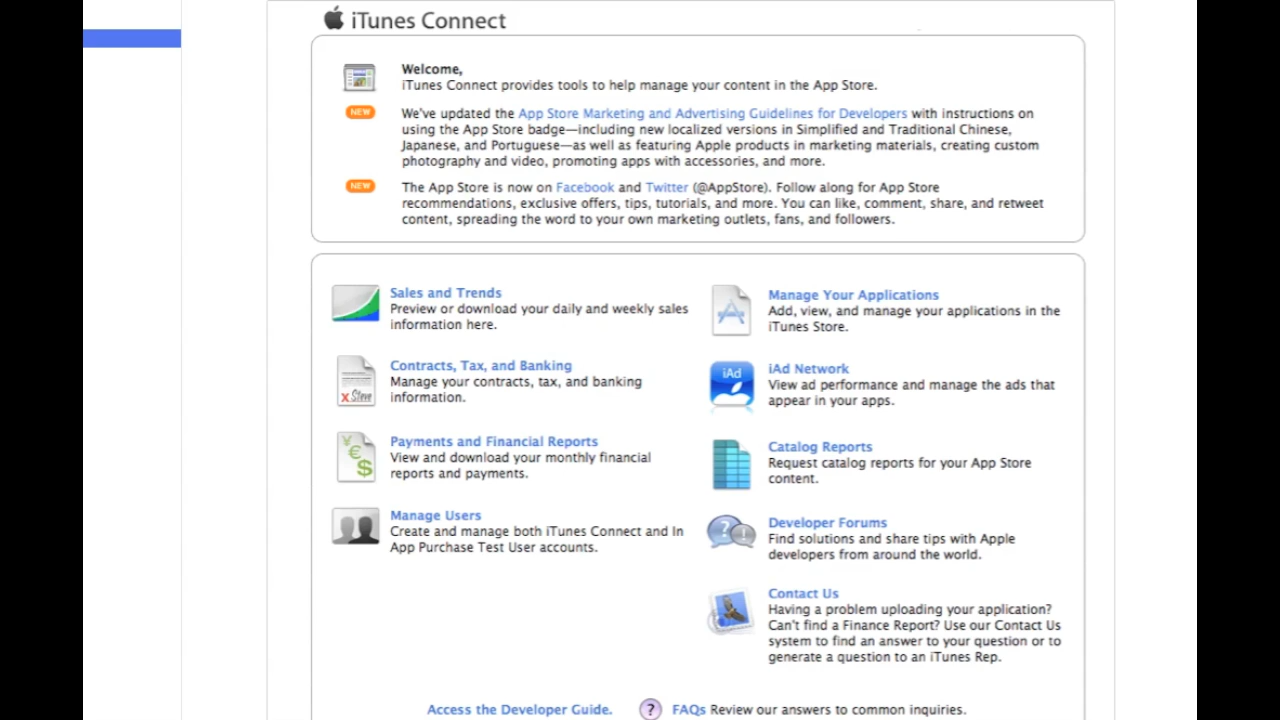 iTunes Connect
Welcome,
iTunes Connect provides tools to help manage your content in the App Store.
NEW
We've updated the App Store Marketing and Advertising Guidelines for Developers with instructions on
using the App Store badge—including new localized versions in Simplified and Traditional Chinese,
Japanese, and Portuguese—as well as featuring Apple products in marketing materials, creating custom
photography and video, promoting apps with accessories, and more.
NEW
The App Store is now on Facebook and Twitter (@AppStore). Follow along for App Store
recommendations, exclusive offers, tips, tutorials, and more. You can like, comment, share, and retweet
content, spreading the word to your own marketing outlets, fans, and followers.
Sales and Trends
Preview or download your daily and weekly sales
information here.
Contracts, Tax, and Banking
Manage your contracts, tax, and banking
information.
X Steve
Payments and Financial Reports
View and download your monthly financial
reports and payments.
¥€$
Manage Users
Create and manage both iTunes Connect and In
App Purchase Test User accounts.
Manage Your Applications
Add, view, and manage your applications in the
iTunes Store.
iAd
iAd Network
View ad performance and manage the ads that
appear in your apps.
Catalog Reports
Request catalog reports for your App Store
content.
? !
Developer Forums
Find solutions and share tips with Apple
developers from around the world.
Contact Us
Having a problem uploading your application?
Can't find a Finance Report? Use our Contact Us
system to find an answer to your question or to
generate a question to an iTunes Rep.
Access the Developer Guide.
? FAQs Review our answers to common inquiries.